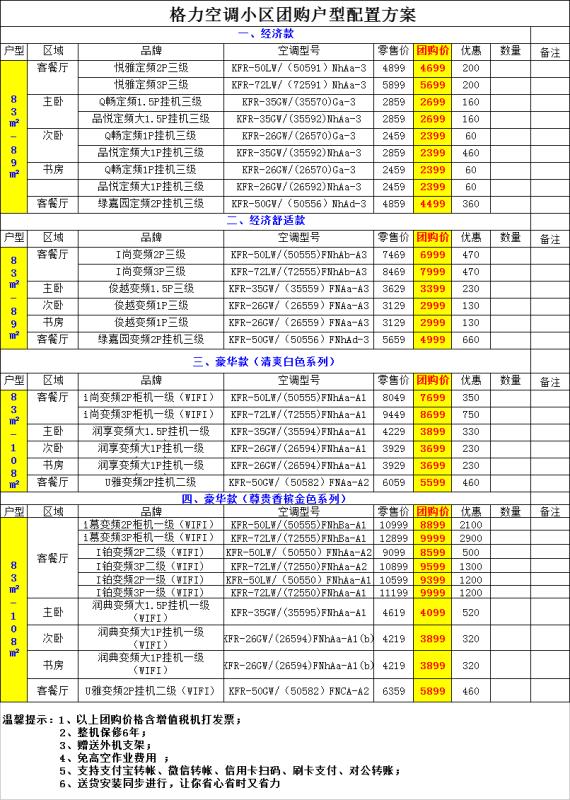 格力空调小区团购户型配置方案
一、经济款
户型 区域 品牌 空调型号 零售价 团购价 优惠 数量 备注
83㎡-89㎡
客餐厅 悦雅定频2P三级 KFR-50LW/（50591）NhAa-3 4899 4699 200
悦雅定频3P三级 KFR-72LW/（72591）NhAa-3 5899 5699 200
主卧 Q畅定频1.5P挂机三级 KFR-35GW/(35570)Ga-3 2859 2699 160
品悦定频大1.5P挂机三级 KFR-35GW/(35592)NhAa-3 2859 2699 160
次卧 Q畅定频1P挂机三级 KFR-26GW/(26570)Ga-3 2459 2399 60
品悦定频大1P挂机三级 KFR-35GW/(35592)NhAa-3 2859 2399 460
书房 Q畅定频1P挂机三级 KFR-26GW/(26570)Ga-3 2459 2399 60
品悦定频大1P挂机三级 KFR-26GW/(26592)NhAa-3 2459 2399 60
客餐厅 绿嘉园定频2P挂机三级 KFR-50GW/（50556）NhAd-3 4859 4499 360
二、经济舒适款
户型 区域 品牌 空调型号 零售价 团购价 优惠 数量 备注
83㎡-89㎡
客餐厅 I尚变频2P三级 KFR-50LW/(50555)FNhAb-A3 7469 6999 470
I尚变频3P三级 KFR-72LW/(72555)FNhAb-A3 8469 7999 470
主卧 俊越变频1.5P三级 KFR-35GW/（35559）FNAa-A3 3629 3399 230
次卧 俊越变频1P三级 KFR-26GW/（26559）FNAa-A3 3129 2999 130
书房 俊越变频1P三级 KFR-26GW/（26559）FNhAa-A3 3129 2999 130
客餐厅 绿嘉园变频2P挂机三级 KFR-50GW/（50556）FNhAd-3 5659 4999 660
三、豪华款（清爽白色系列）
户型 区域 品牌 空调型号 零售价 团购价 优惠 数量 备注
83㎡-108㎡
客餐厅 i尚变频2P柜机一级（WIFI） KFR-50LW/(50555)FNhAa-A1 8049 7699 350
i尚变频3P柜机一级（WIFI） KFR-72LW/(72555)FNhAa-A1 9449 8699 750
主卧 润享变频大1.5P挂机一级 KFR-35GW/(35594)FNhAa-A1 4229 3899 330
次卧 润享变频大1P挂机一级 KFR-26GW/(26594)FNhAa-A1 3929 3699 230
书房 润享变频大1P挂机一级 KFR-26GW/(26594)FNhAa-A1 3929 3699 230
客餐厅 U雅变频2P挂机二级 KFR-50GW/（50582）FNAa-A2 6059 5599 460
四、豪华款（尊贵香槟金色系列）
户型 区域 品牌 空调型号 零售价 团购价 优惠 数量 备注
83㎡-108㎡
客餐厅
i慕变频2P柜机一级（WIFI） KFR-50LW/(50555)FNhBa-A1 10999 8899 2100
i慕变频3P柜机一级（WIFI） KFR-72LW/(72555)FNhBa-A1 12899 9999 2900
I铂变频2P二级（WIFI） KFR-50LW/（50550）FNhAa-A2 9099 8599 500
I铂变频3P二级（WIFI） KFR-72LW/(72550)FNhAa-A2 10899 9599 1300
I铂变频2P一级（WIFI） KFR-50LW/(50550)FNhAa-A1 10599 9399 1200
I铂变频3P一级（WIFI） KFR-72LW/(72550)FNhAa-A1 11199 9999 1200
主卧 润典变频大1.5P挂机一级（WIFI） KFR-35GW/(35595)FNhAa-A1 4619 4099 520
次卧 润典变频大1P挂机一级（WIFI） KFR-26GW/(26594)FNhAa-A1(b) 4219 3899 320
书房 润典变频大1P挂机一级（WIFI） KFR-26GW/(26594)FNhAa-A1(b) 4219 3899 320
客餐厅 U雅变频2P挂机二级（WIFI） KFR-50GW/（50582）FNCA-A2 6359 5899 460
温馨提示：1、以上团购价格含增值税机打发票；
2、整机保修6年；
3、赠送外机支架；
4、免高空作业费用 ；
5、支持支付宝转帐、微信转帐、信用卡扫码、刷卡支付、对公转账；
6、送货安装同步进行，让你省心省时又省力